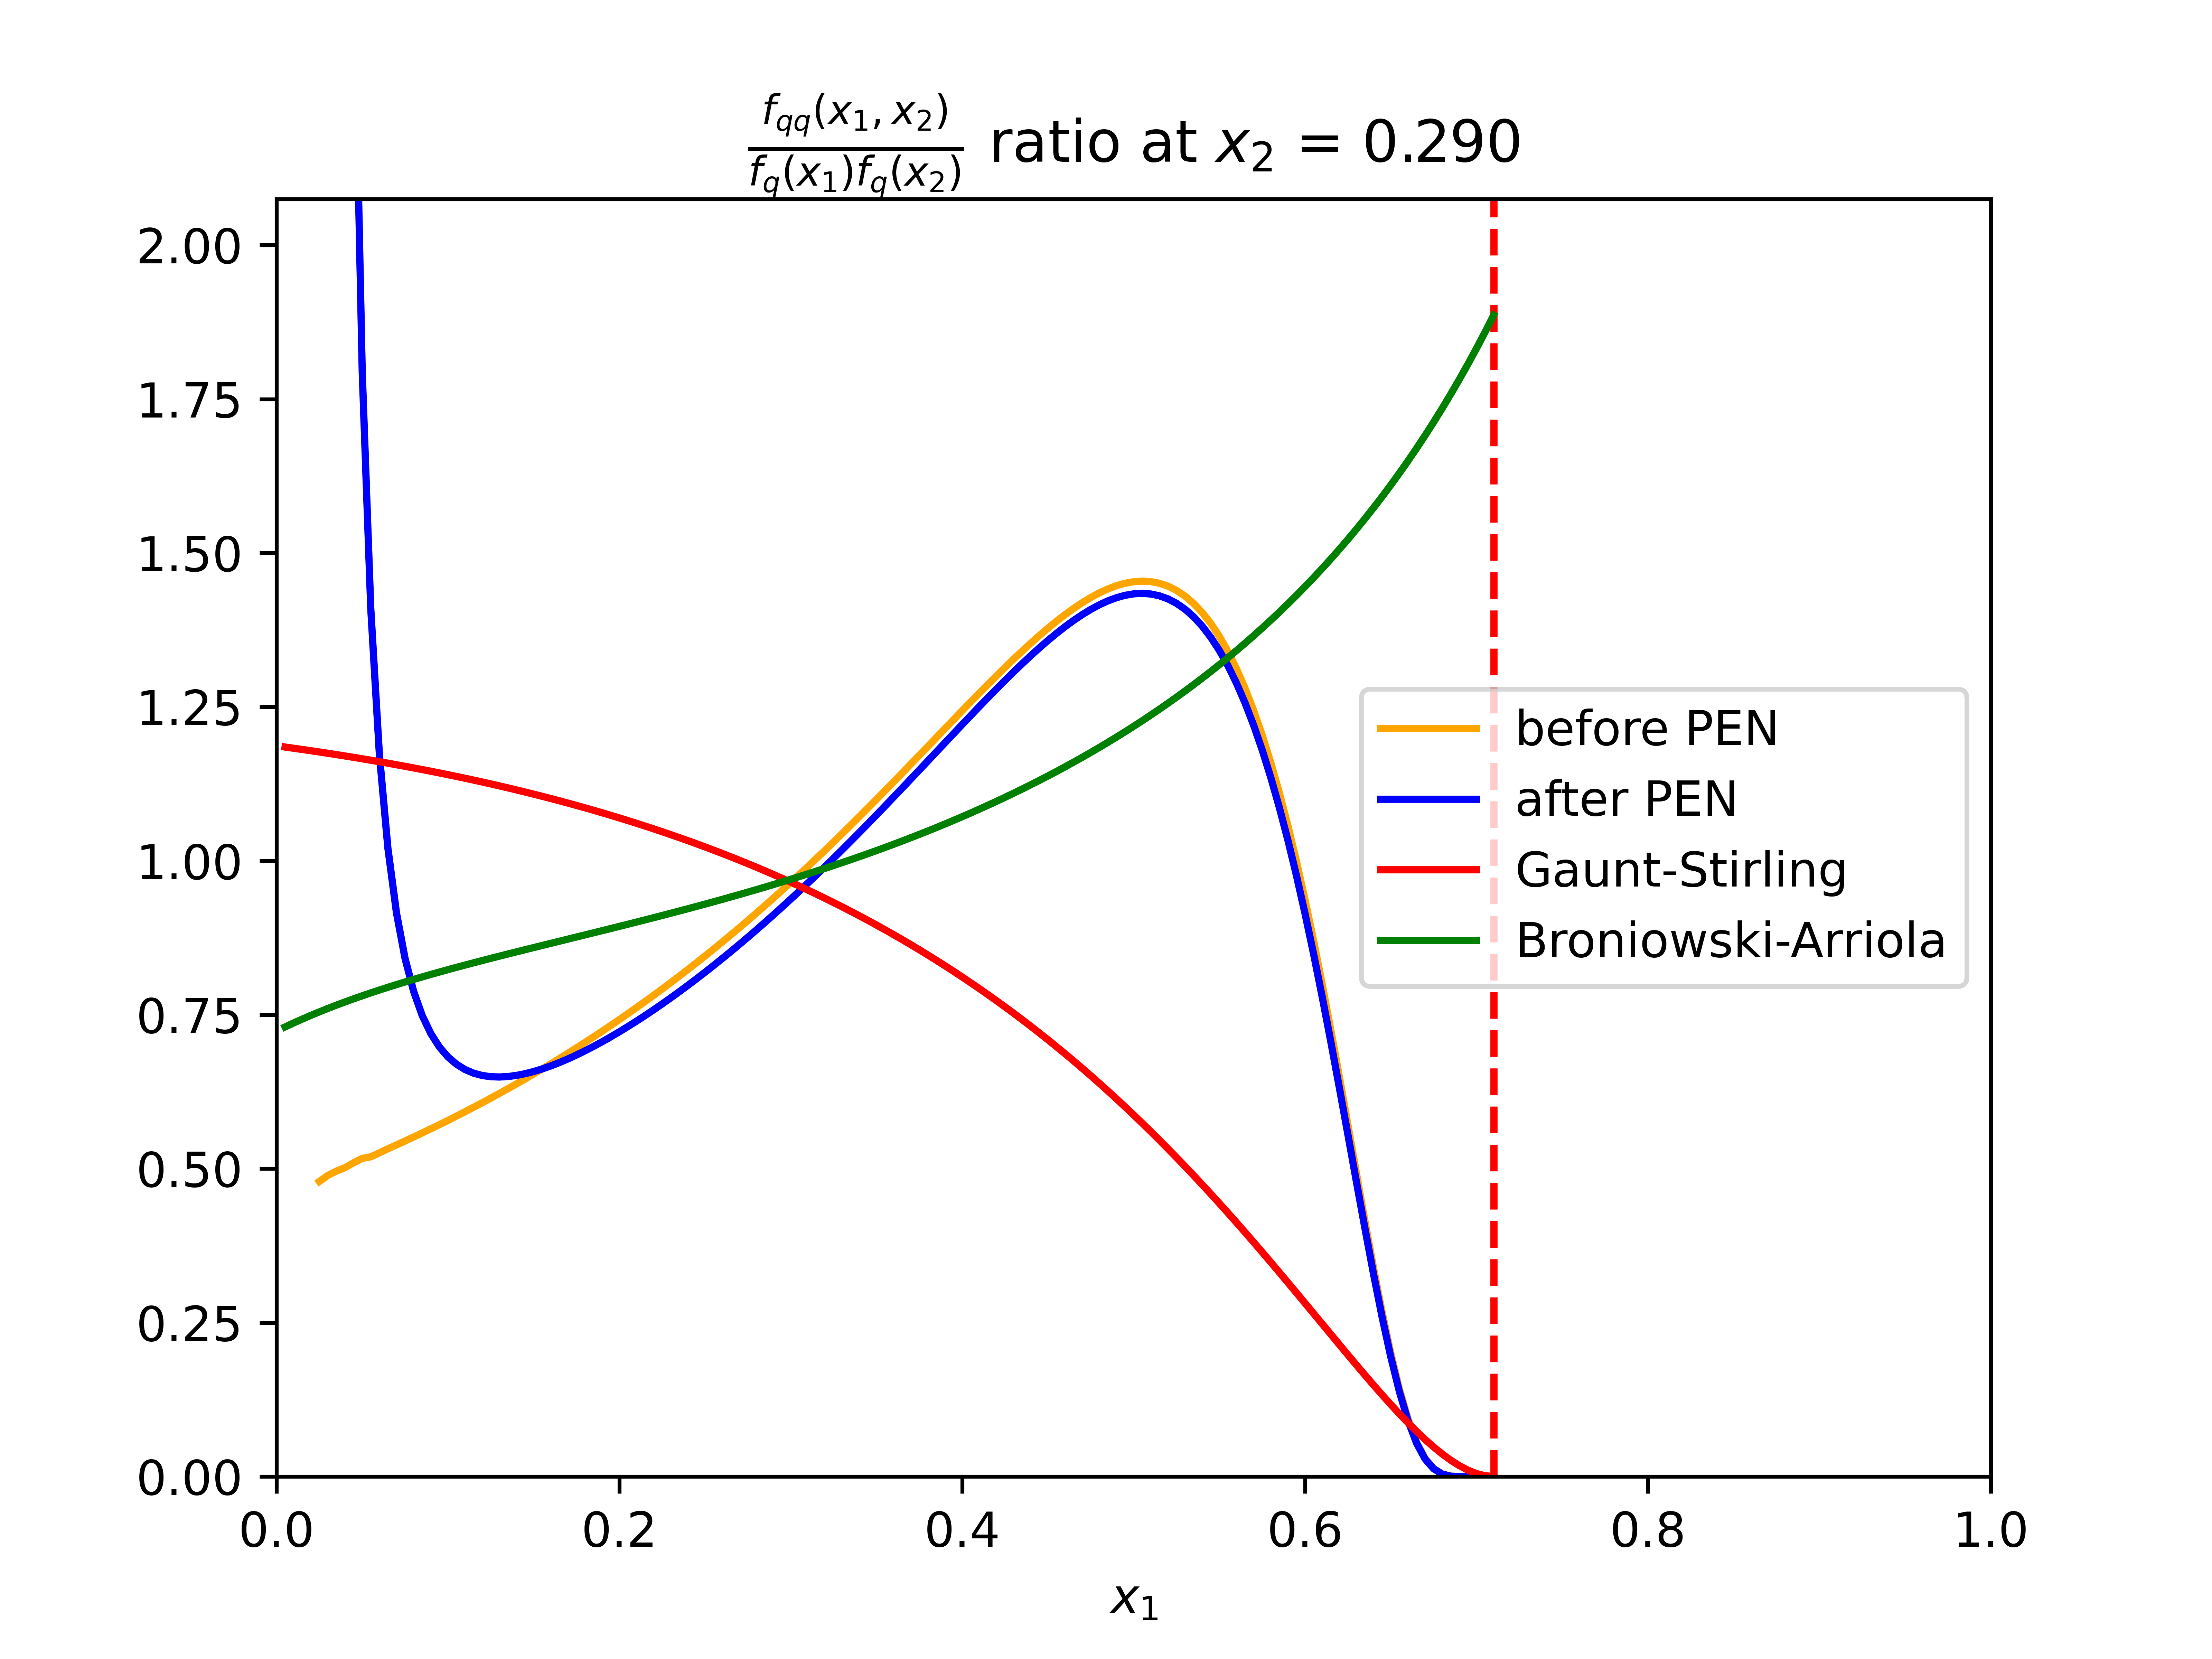 f_qq(x_1, x_2)
f_q(x_1)f_q(x_2)
ratio at x_2 = 0.290
2.00
1.75
1.50
1.25
1.00
0.75
0.50
0.25
0.00
before PEN
after PEN
Gaunt-Stirling
Broniowski-Arriola
0.0 0.2 0.4 0.6 0.8 1.0
x_1